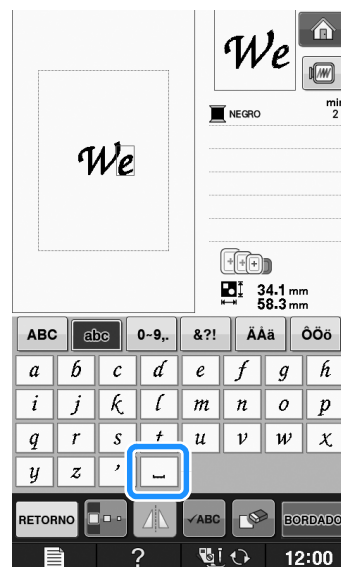 We
We
NEGRO
min
2
34.1 mm
58.3 mm
ABC abc 0~9,. &?! ÄÅä ÔÖö
a b c d e f g h
i j k l m n o p
q r s t u v w x
y z ’ ⎵
RETORNO ✓ABC BORDADO
? 12:00